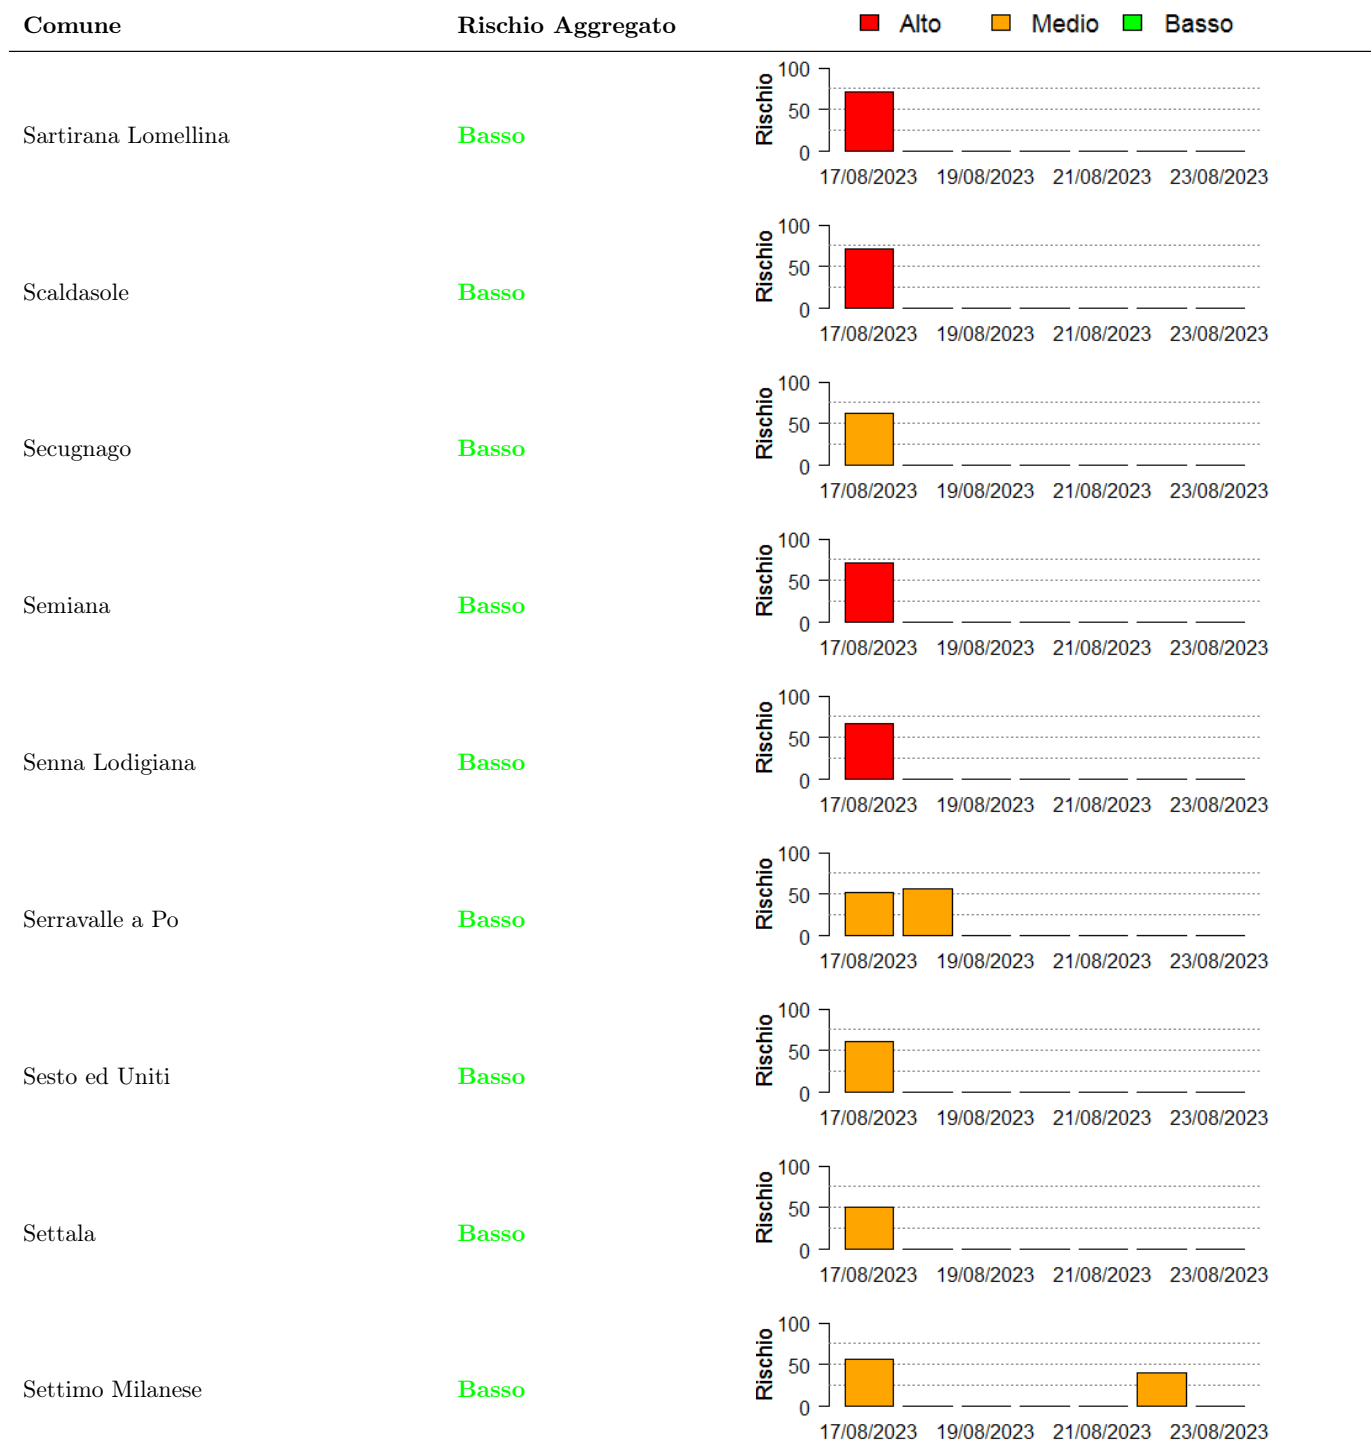 Comune Rischio Aggregato Alto Medio Basso
100
50
0
Rischio
Sartirana Lomellina Basso
17/08/2023 19/08/2023 21/08/2023 23/08/2023
100
50
0
Rischio
Scaldasole Basso
17/08/2023 19/08/2023 21/08/2023 23/08/2023
100
50
0
Rischio
Secugnago Basso
17/08/2023 19/08/2023 21/08/2023 23/08/2023
100
50
0
Rischio
Semiana Basso
17/08/2023 19/08/2023 21/08/2023 23/08/2023
100
50
0
Rischio
Senna Lodigiana Basso
17/08/2023 19/08/2023 21/08/2023 23/08/2023
100
50
0
Rischio
Serravalle a Po Basso
17/08/2023 19/08/2023 21/08/2023 23/08/2023
100
50
0
Rischio
Sesto ed Uniti Basso
17/08/2023 19/08/2023 21/08/2023 23/08/2023
100
50
0
Rischio
Settala Basso
17/08/2023 19/08/2023 21/08/2023 23/08/2023
100
50
0
Rischio
Settimo Milanese Basso
17/08/2023 19/08/2023 21/08/2023 23/08/2023